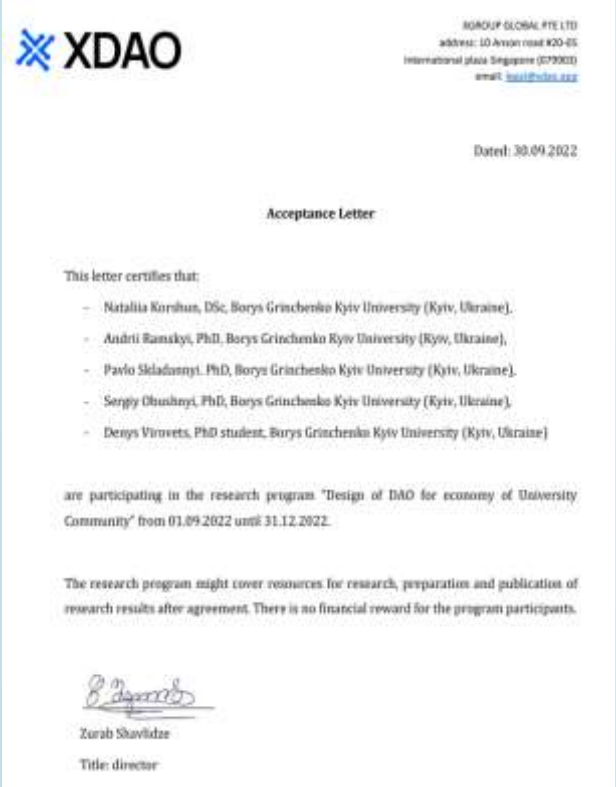 XDAO
XGROUP GLOBAL PTE LTD
address: 10 Anson road #20-05
International plaza Singapore (079903)
email:
Dated: 30.09.2022
Acceptance Letter
This letter certifies that:
- Nataliia Korshun, DSc, Borys Grinchenko Kyiv University (Kyiv, Ukraine),
- Andrii Ramskyi, PhD, Borys Grinchenko Kyiv University (Kyiv, Ukraine),
- Pavlo Skladannyi. PhD, Borys Grinchenko Kyiv University (Kyiv, Ukraine),
- Sergiy Obushnyi, PhD, Borys Grinchenko Kyiv University (Kyiv, Ukraine),
- Denys Virovets, PhD student, Borys Grinchenko Kyiv University (Kyiv, Ukraine)
are participating in the research program "Design of DAO for economy of University
Community" from 01.09.2022 until 31.12.2022.
The research program might cover resources for research, preparation and publication of
research results after agreement. There is no financial reward for the program participants.
Zurab Shavlidze
Title: director